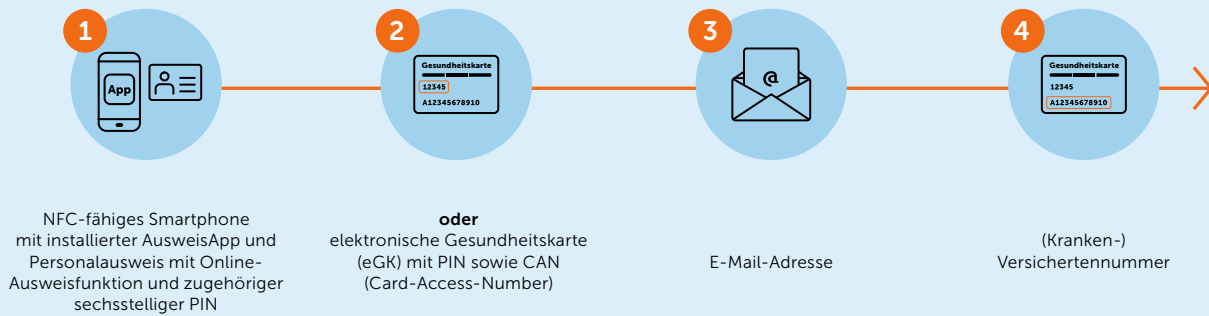 1
App
NFC-fähiges Smartphone
mit installierter AusweisApp und
Personalausweis mit Online-
Ausweisfunktion und zugehöriger
sechsstelliger PIN
2
Gesundheitskarte
12345
A12345678910
oder
elektronische Gesundheitskarte
(eGK) mit PIN sowie CAN
(Card-Access-Number)
3
@
E-Mail-Adresse
4
Gesundheitskarte
12345
A12345678910
(Kranken-)
Versichertennummer